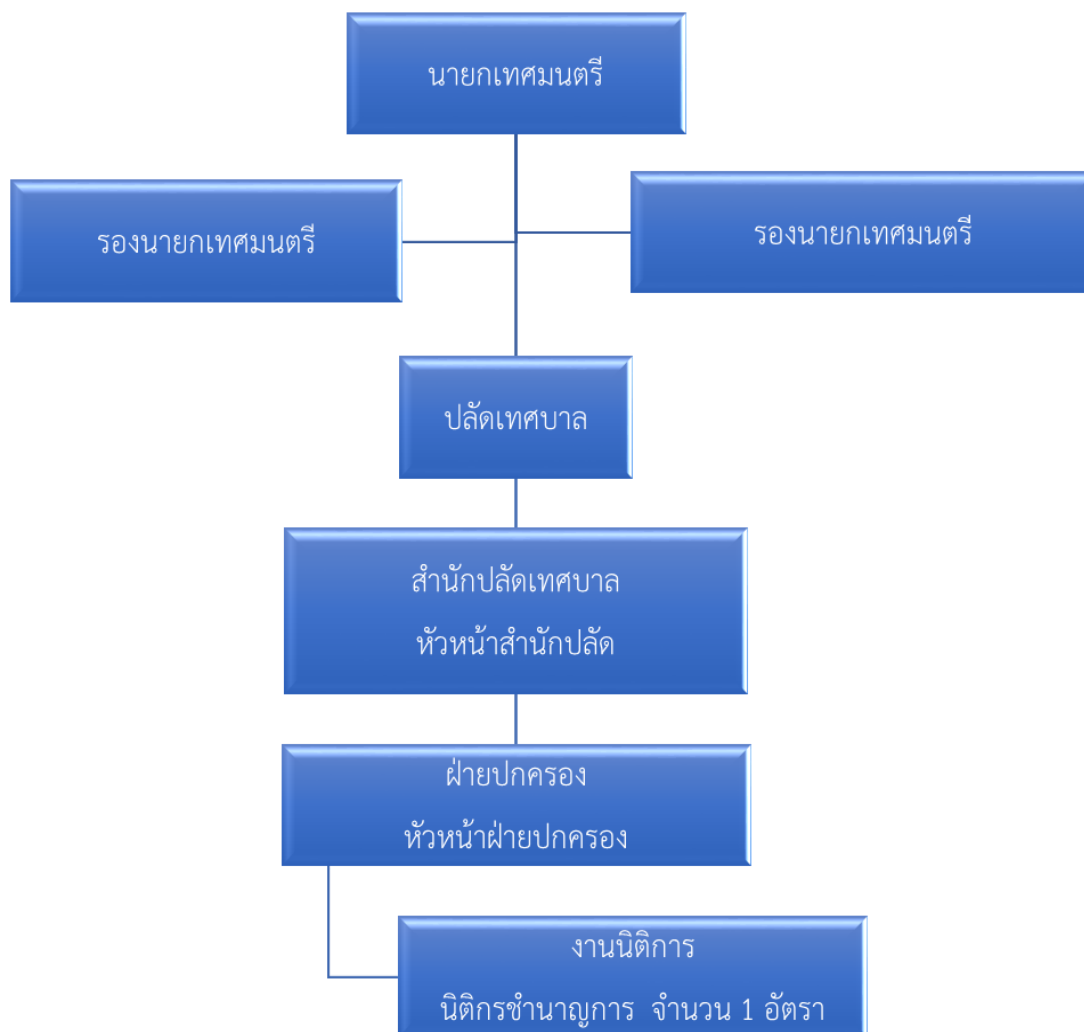 นายกเทศมนตรี
รองนายกเทศมนตรี
รองนายกเทศมนตรี
ปลัดเทศบาล
สำนักปลัดเทศบาล
หัวหน้าสำนักปลัด
ฝ่ายปกครอง
หัวหน้าฝ่ายปกครอง
งานนิติการ
นิติกรชำนาญการ จำนวน 1 อัตรา